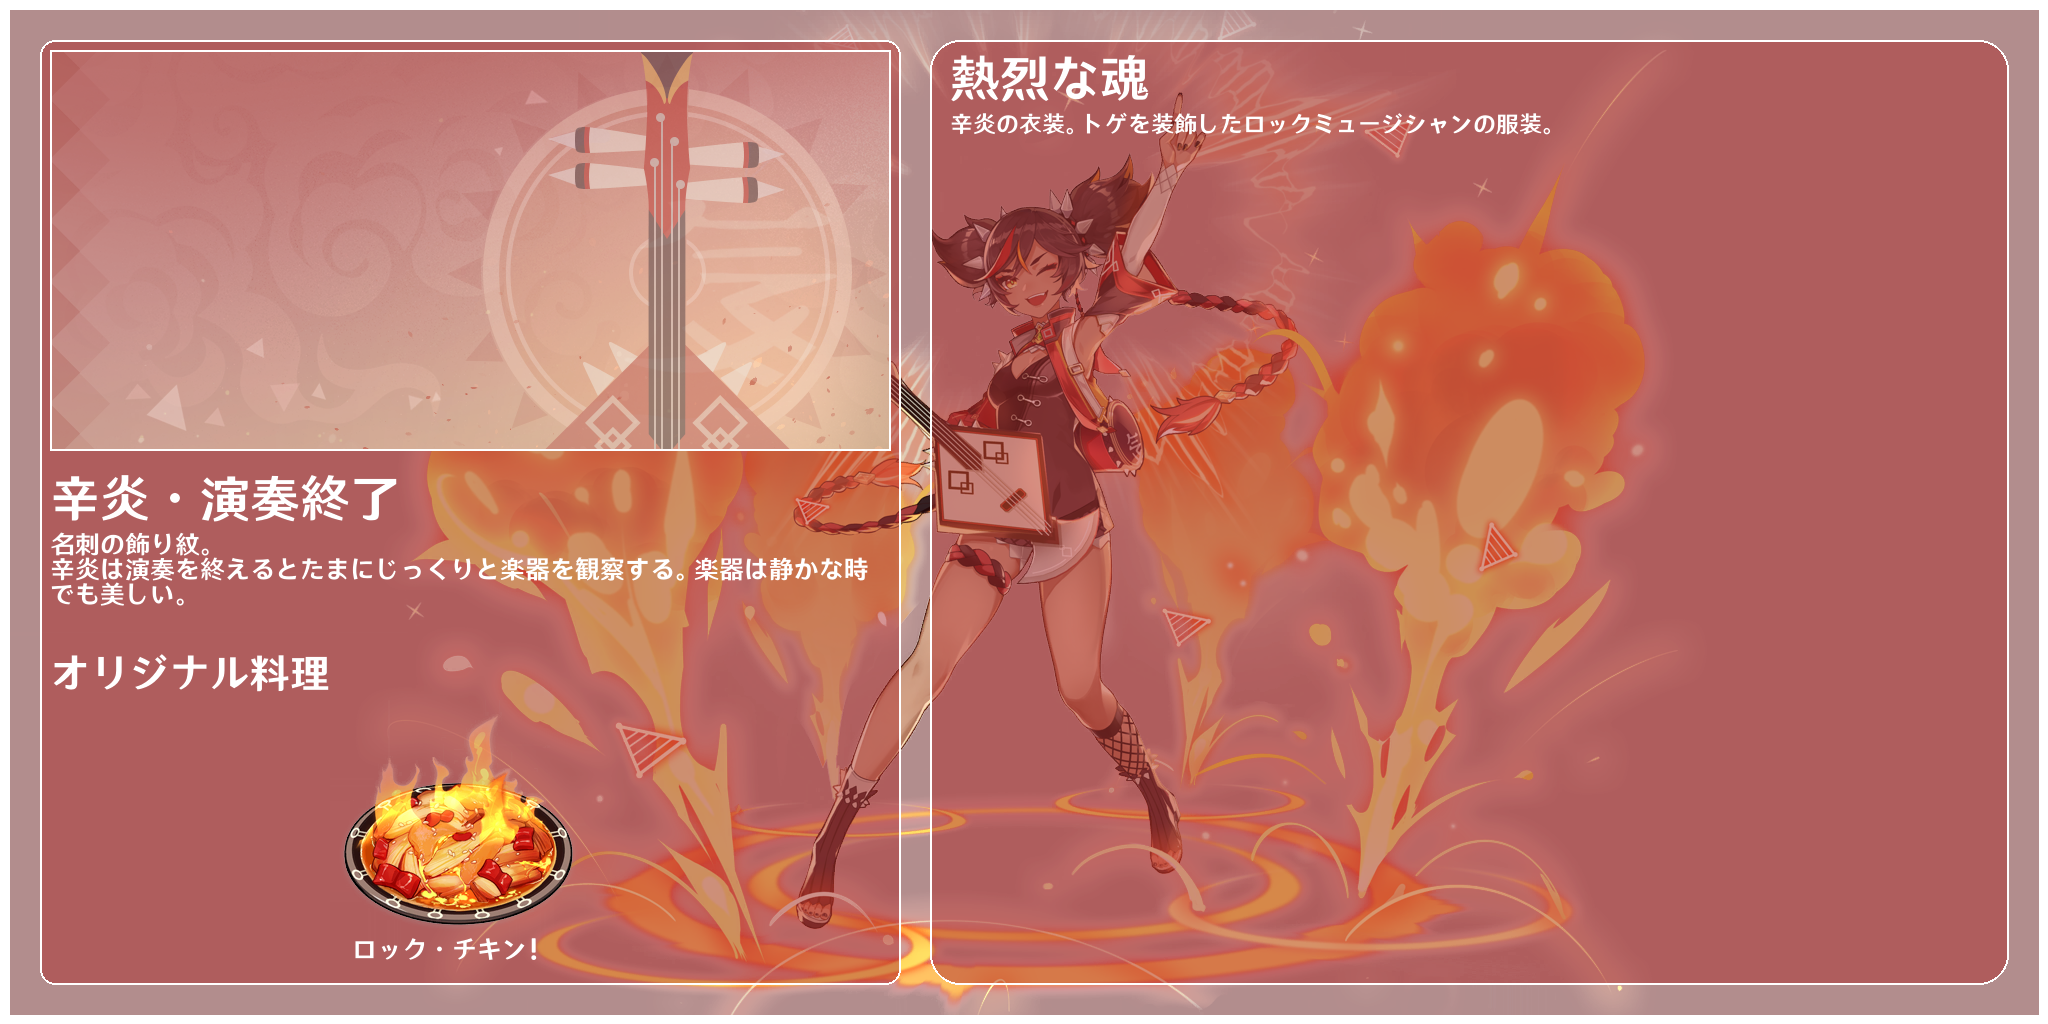 辛炎・演奏終了
名刺の飾り紋。
辛炎は演奏を終えるとたまにじっくりと楽器を観察する。楽器は静かな時
でも美しい。
オリジナル料理
ロック・チキン!
熱烈な魂
辛炎の衣装。トゲを装飾したロックミュージシャンの服装。